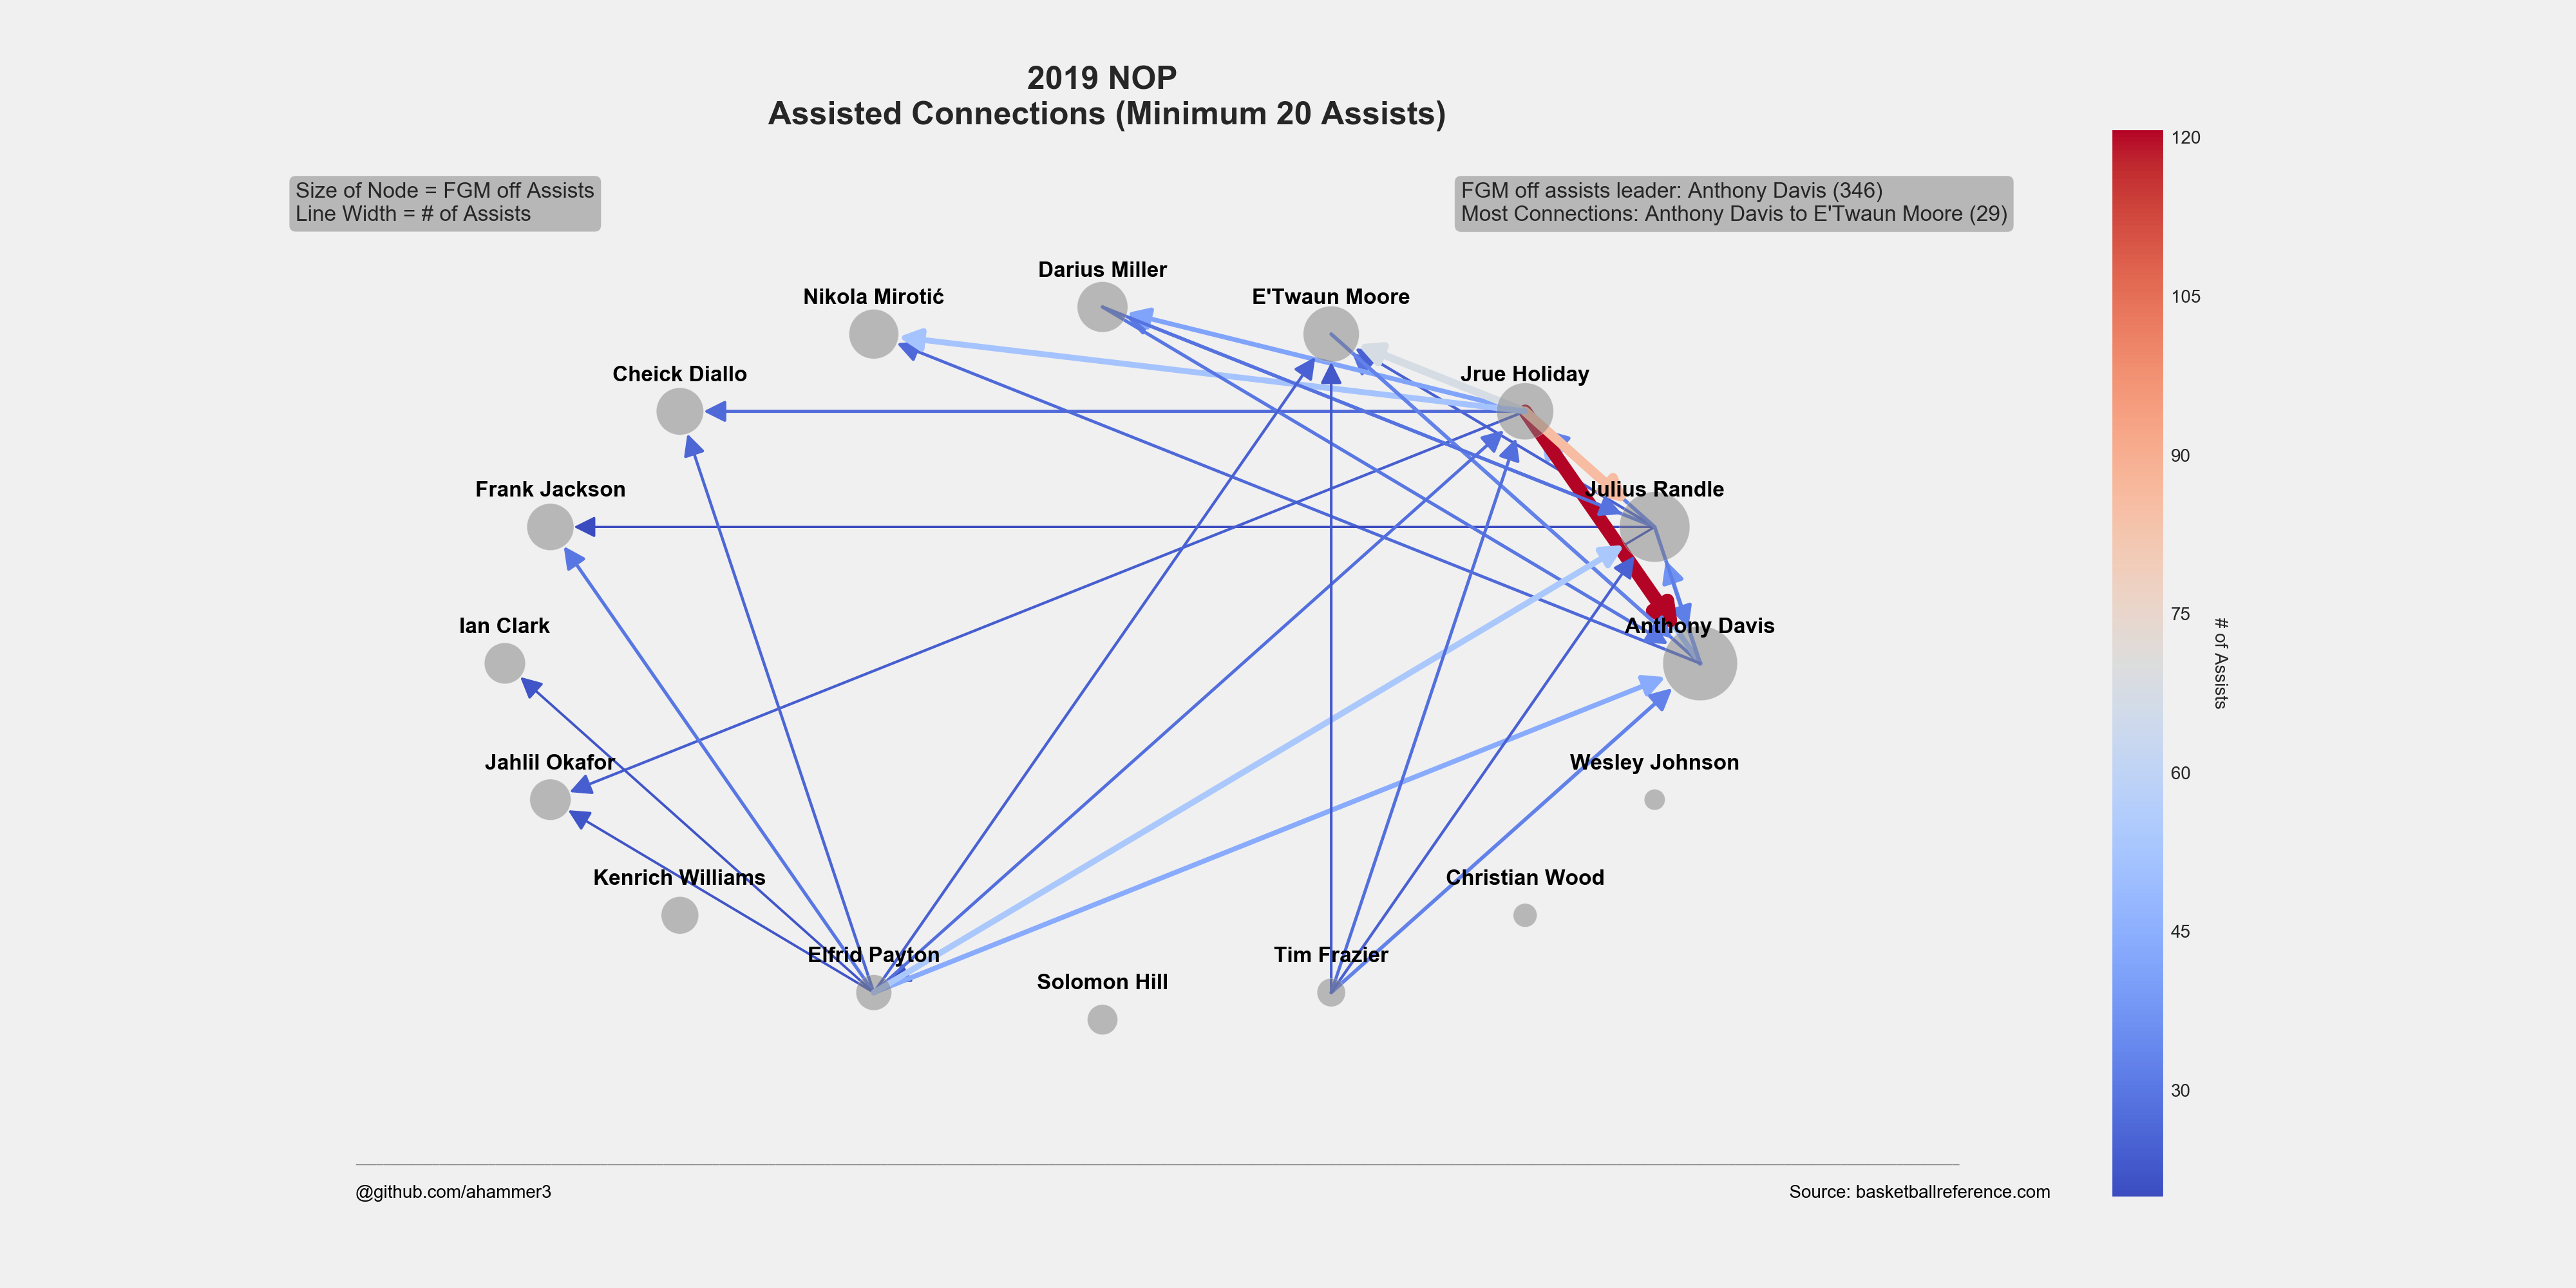 2019 NOP
Assisted Connections (Minimum 20 Assists)
Size of Node = FGM off Assists
Line Width = # of Assists
FGM off assists leader: Anthony Davis (346)
Most Connections: Anthony Davis to E'Twaun Moore (29)
Darius Miller
Nikola Mirotić
E'Twaun Moore
Cheick Diallo
Jrue Holiday
Frank Jackson
Julius Randle
Ian Clark
Anthony Davis
Jahlil Okafor
Wesley Johnson
Kenrich Williams
Christian Wood
Elfrid Payton
Tim Frazier
Solomon Hill
120
105
90
75
60
45
30
# of Assists
@github.com/ahammer3
Source: basketballreference.com